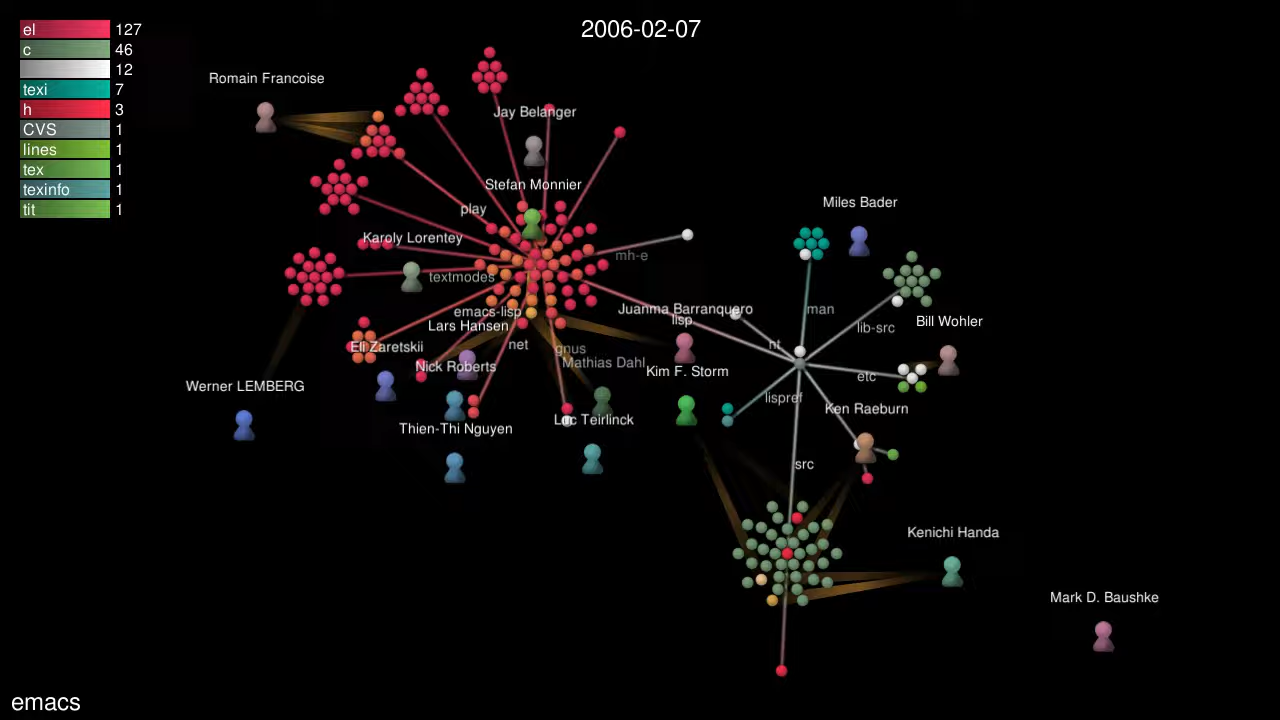 2006-02-07
el 127
c 46
12
texi 7
h 3
CVS 1
lines 1
tex 1
texinfo 1
tit 1
Romain Francoise
Jay Belanger
Stefan Monnier
play
Karoly Lorentey
mh-e
textmodes
emacs-lisp
Lars Hansen
Juanma Barranquero
lisp
Miles Bader
man
lib-src
Bill Wohler
nt
net
gnus
Eli Zaretskii
Nick Roberts
Mathias Dahl
Kim F. Storm
etc
Werner LEMBERG
lispref
Ken Raeburn
Thien-Thi Nguyen
Luc Teirlinck
src
Kenichi Handa
Mark D. Baushke
emacs